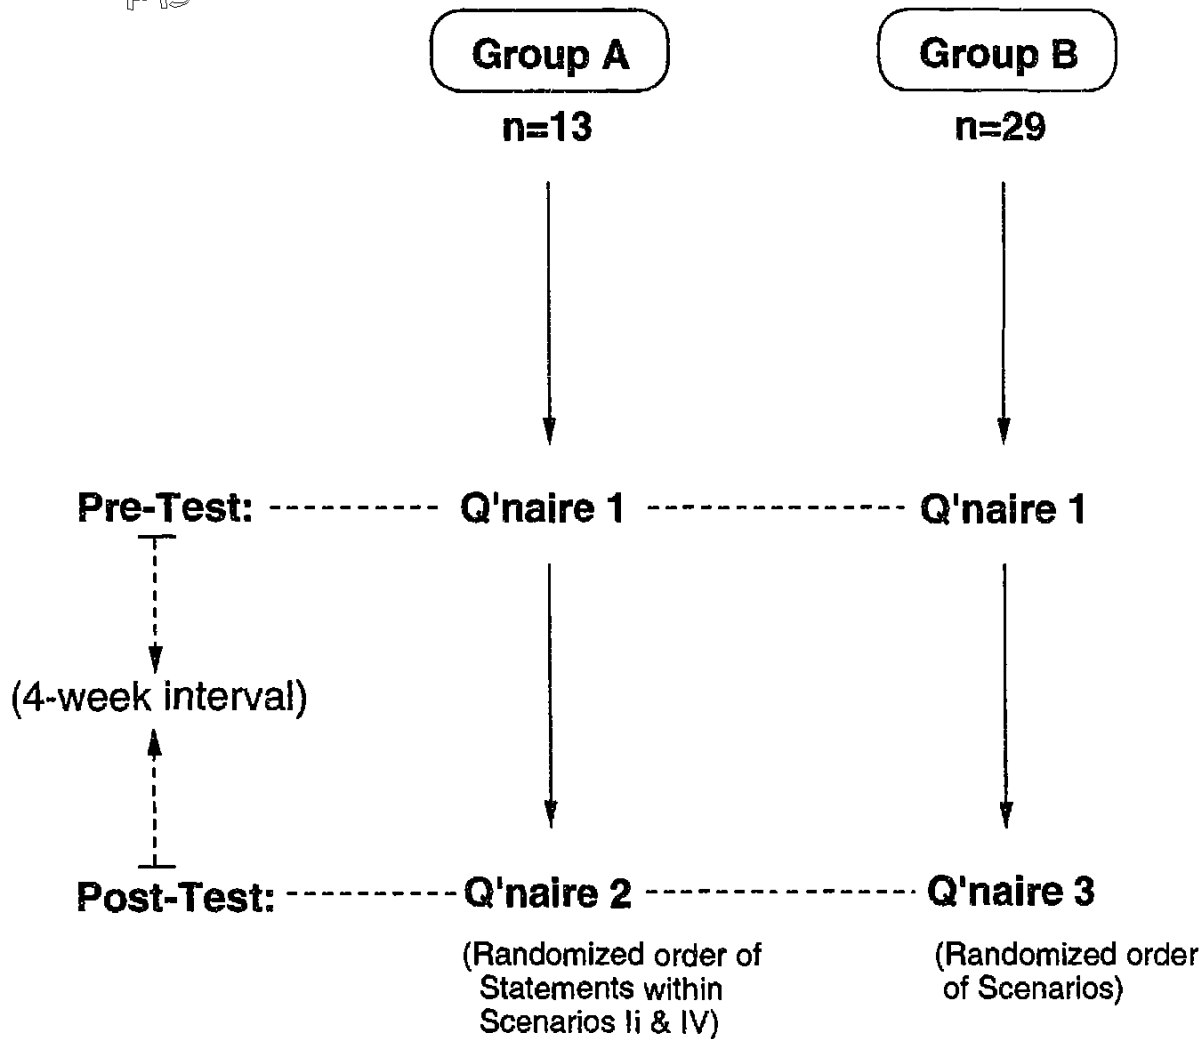 Group A Group B
n=13 n=29
Pre-Test: Q'naire 1 Q'naire 1
(4-week interval)
Post-Test: Q'naire 2 Q'naire 3
(Randomized order of
Statements within
Scenarios Ii & IV)
(Randomized order
of Scenarios)